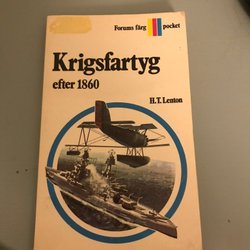 Forums färg pocket
Krigsfartyg
efter 1860
H.T. Lenton